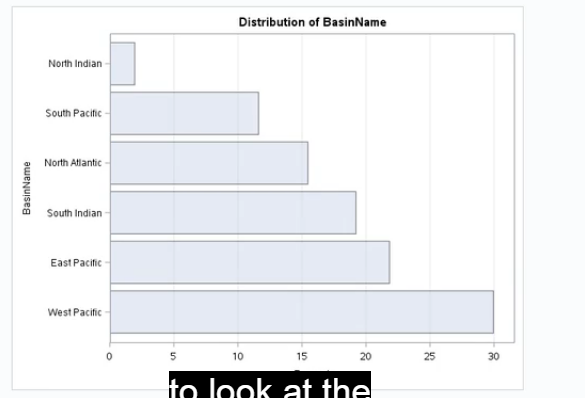 Distribution of BasinName
BasinName
North Indian
South Pacific
North Atlantic
South Indian
East Pacific
West Pacific
0 5 10 15 20 25 30
to look at the